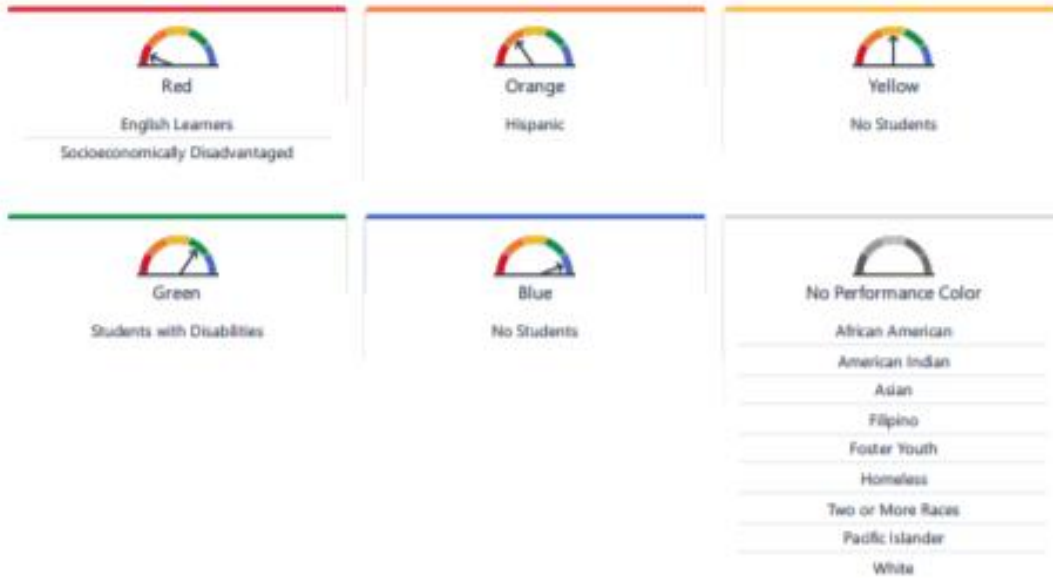 Red
English Learners
Socioeconomically Disadvantaged
Orange
Hispanic
Yellow
No Students
Green
Students with Disabilities
Blue
No Students
No Performance Color
African American
American Indian
Asian
Filipino
Foster Youth
Homeless
Two or More Races
Pacific Islander
White